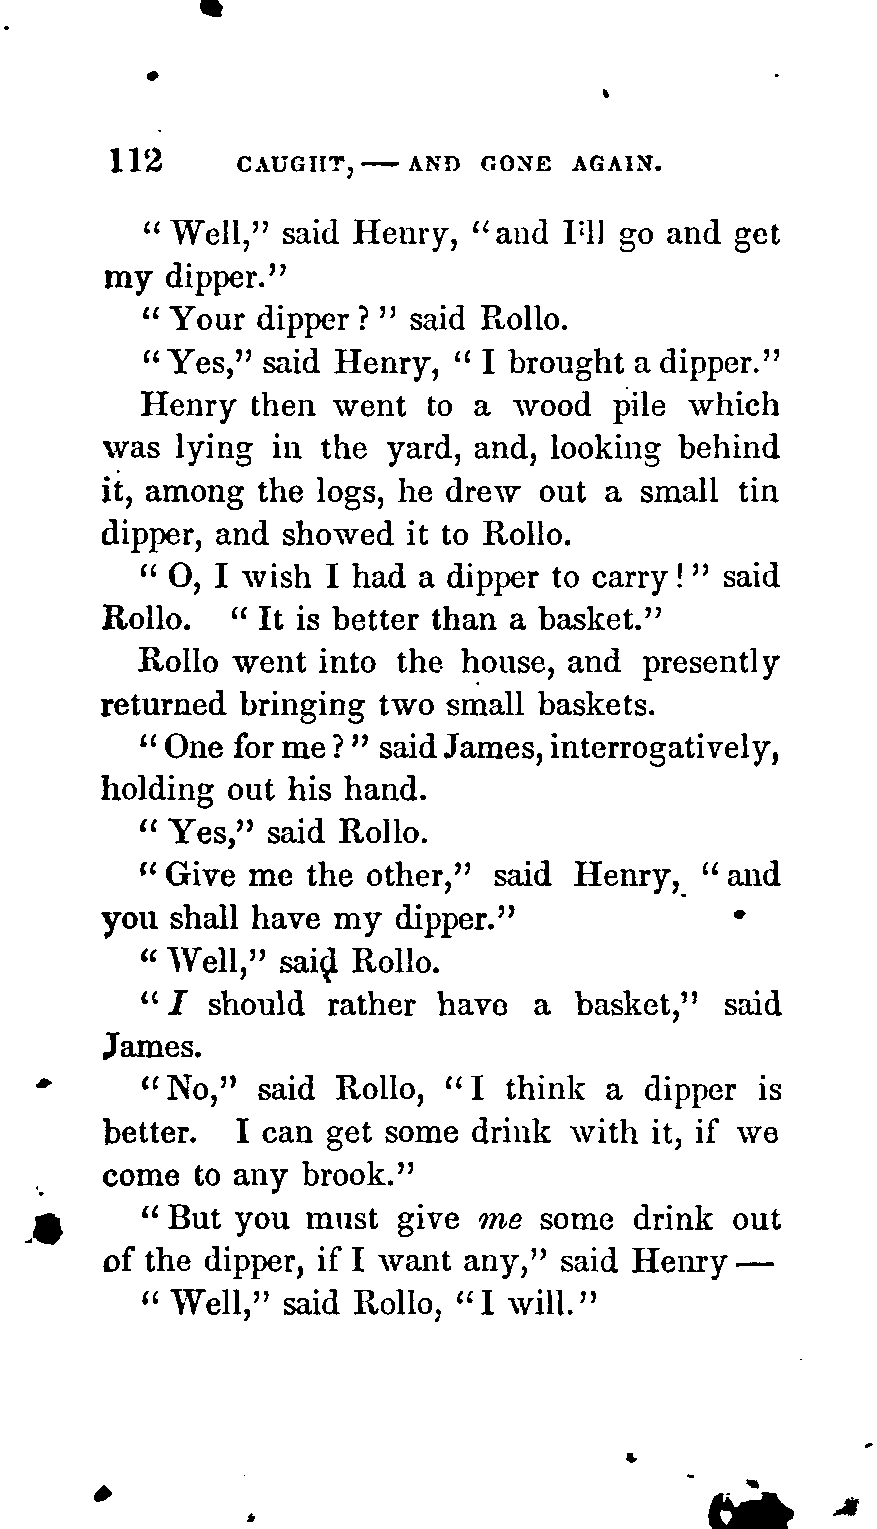 112 CAUGHT,—AND GONE AGAIN.
“Well,” said Henry, “and I'll go and get
my dipper.”
“Your dipper?” said Rollo.
“Yes,” said Henry, “I brought a dipper.”
Henry then went to a wood pile which
was lying in the yard, and, looking behind
it, among the logs, he drew out a small tin
dipper, and showed it to Rollo.
“O, I wish I had a dipper to carry!” said
Rollo. “It is better than a basket.”
Rollo went into the house, and presently
returned bringing two small baskets.
“One for me?” said James, interrogatively,
holding out his hand.
“Yes,” said Rollo.
“Give me the other,” said Henry, “and
you shall have my dipper.”
“Well,” said Rollo.
“I should rather have a basket,” said
James.
“No,” said Rollo, “I think a dipper is
better. I can get some drink with it, if we
come to any brook.”
“But you must give me some drink out
of the dipper, if I want any,” said Henry—
“Well,” said Rollo, “I will.”